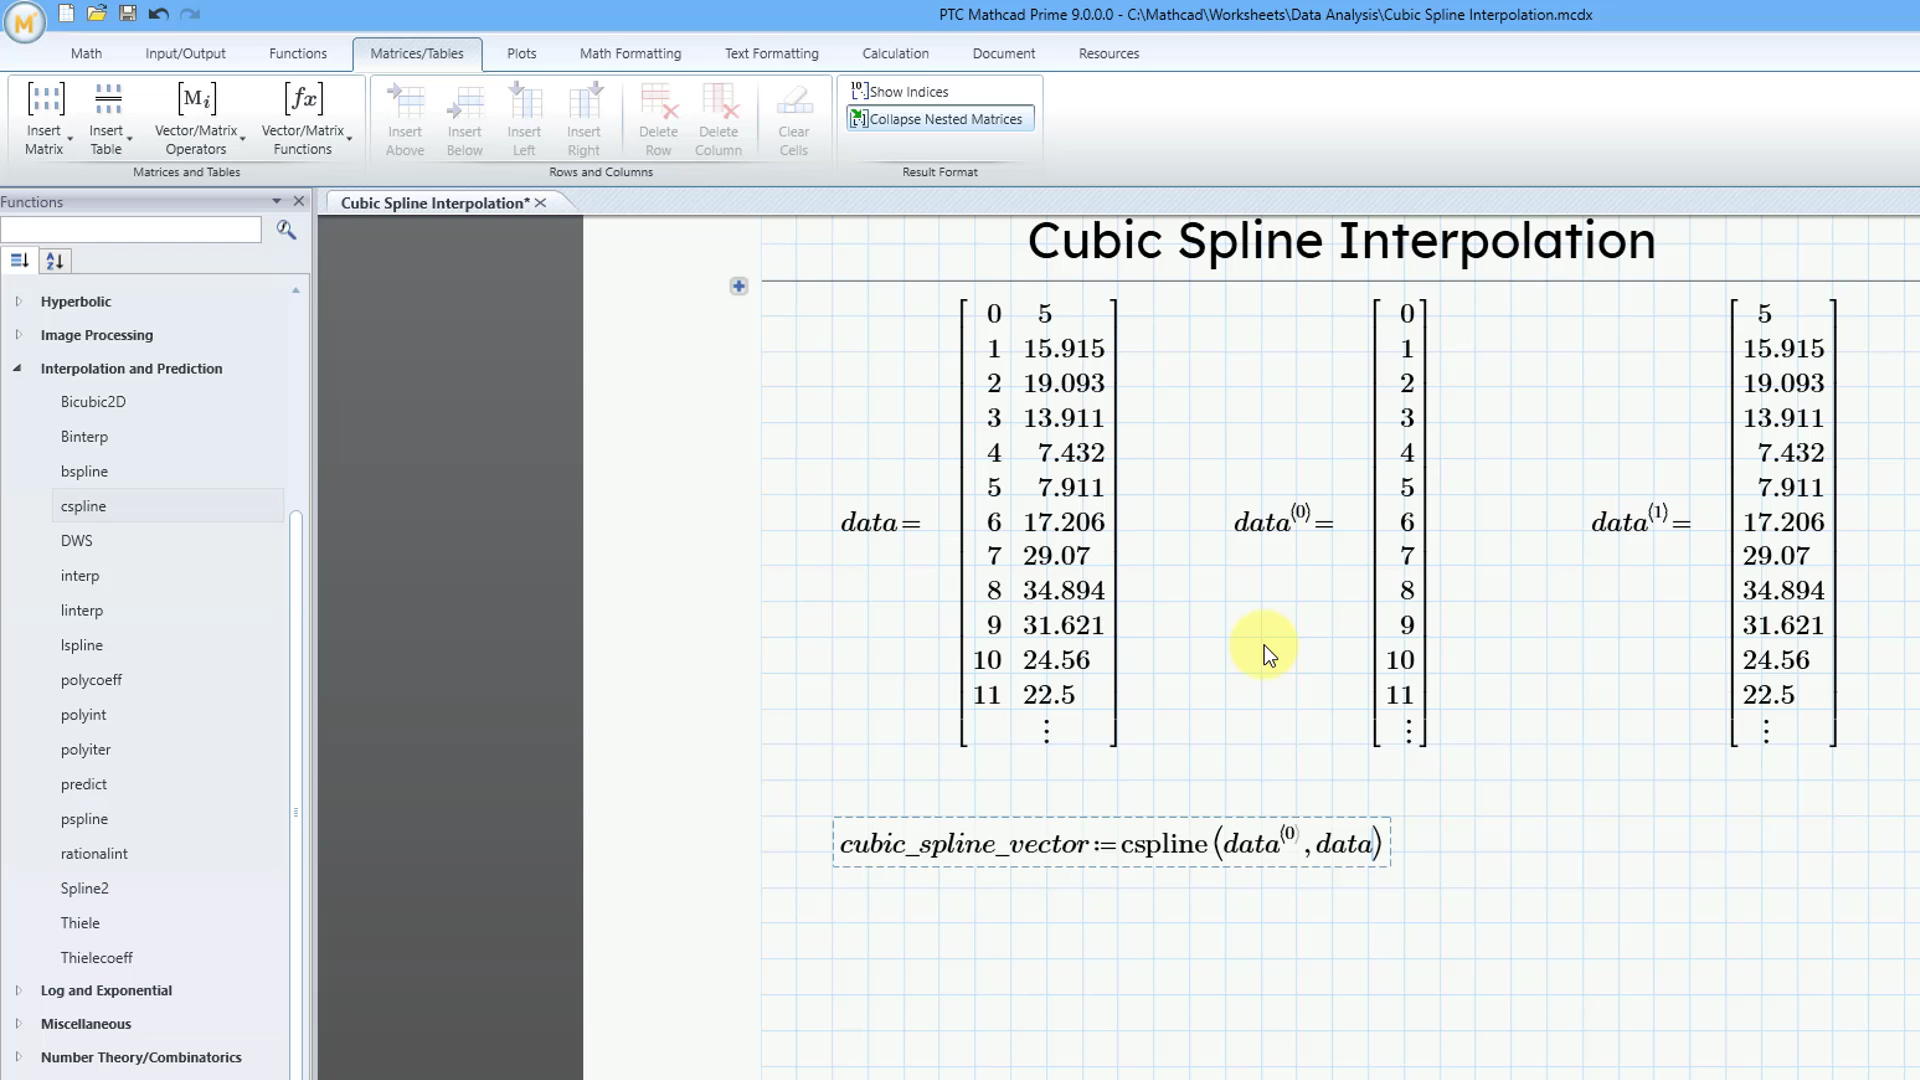 PTC Mathcad Prime 9.0.0.0 - C:\Mathcad\Worksheets\Data Analysis\Cubic Spline Interpolation.mcdx
Math Input/Output Functions Matrices/Tables Plots Math Formatting Text Formatting Calculation Document Resources
Insert Matrix
Insert Table
Vector/Matrix Operators
Vector/Matrix Functions
Matrices and Tables
Insert Above
Insert Below
Insert Left
Insert Right
Delete Row
Delete Column
Clear Cells
Rows and Columns
Show Indices
Collapse Nested Matrices
Result Format
Functions
Cubic Spline Interpolation*
Hyperbolic
Image Processing
Interpolation and Prediction
Bicubic2D
Binterp
bspline
cspline
DWS
interp
linterp
lspline
polycoeff
polyint
polyiter
predict
pspline
rationalint
Spline2
Thiele
Thielecoeff
Log and Exponential
Miscellaneous
Number Theory/Combinatorics
Cubic Spline Interpolation
data=
0 5
1 15.915
2 19.093
3 13.911
4 7.432
5 7.911
6 17.206
7 29.07
8 34.894
9 31.621
10 24.56
11 22.5
⋮
data⟨0⟩=
0
1
2
3
4
5
6
7
8
9
10
11
⋮
data⟨1⟩=
5
15.915
19.093
13.911
7.432
7.911
17.206
29.07
34.894
31.621
24.56
22.5
⋮
cubic_spline_vector:=cspline(data⟨0⟩,data)